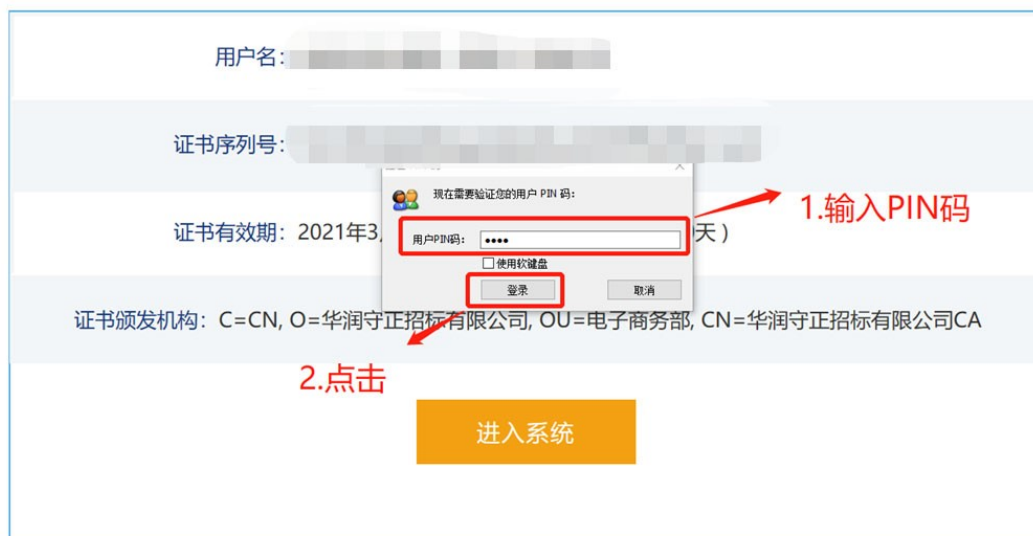 用户名：
证书序列号：
现在需要验证您的用户 PIN 码：
1.输入PIN码
证书有效期：2021年3
天）
用户PIN码：
使用软键盘
登录
取消
证书颁发机构：C=CN, O=华润守正招标有限公司, OU=电子商务部, CN=华润守正招标有限公司CA
2.点击
进入系统